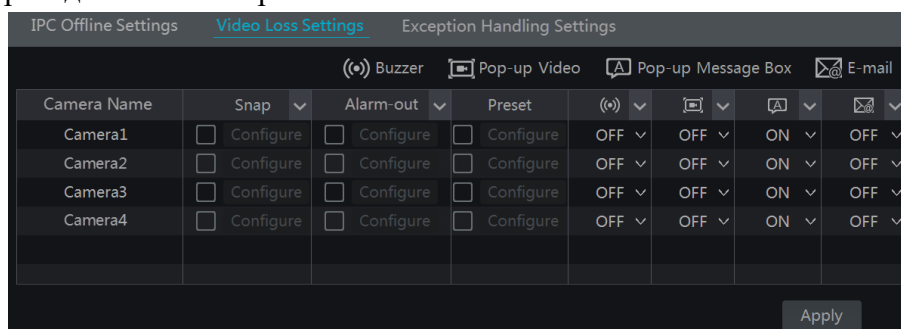 IPC Offline Settings Video Loss Settings Exception Handling Settings
Buzzer Pop-up Video Pop-up Message Box E-mail
Camera Name Snap Alarm-out Preset
Camera1 Configure Configure Configure OFF OFF ON OFF
Camera2 Configure Configure Configure OFF OFF ON OFF
Camera3 Configure Configure Configure OFF OFF ON OFF
Camera4 Configure Configure Configure OFF OFF ON OFF
Apply